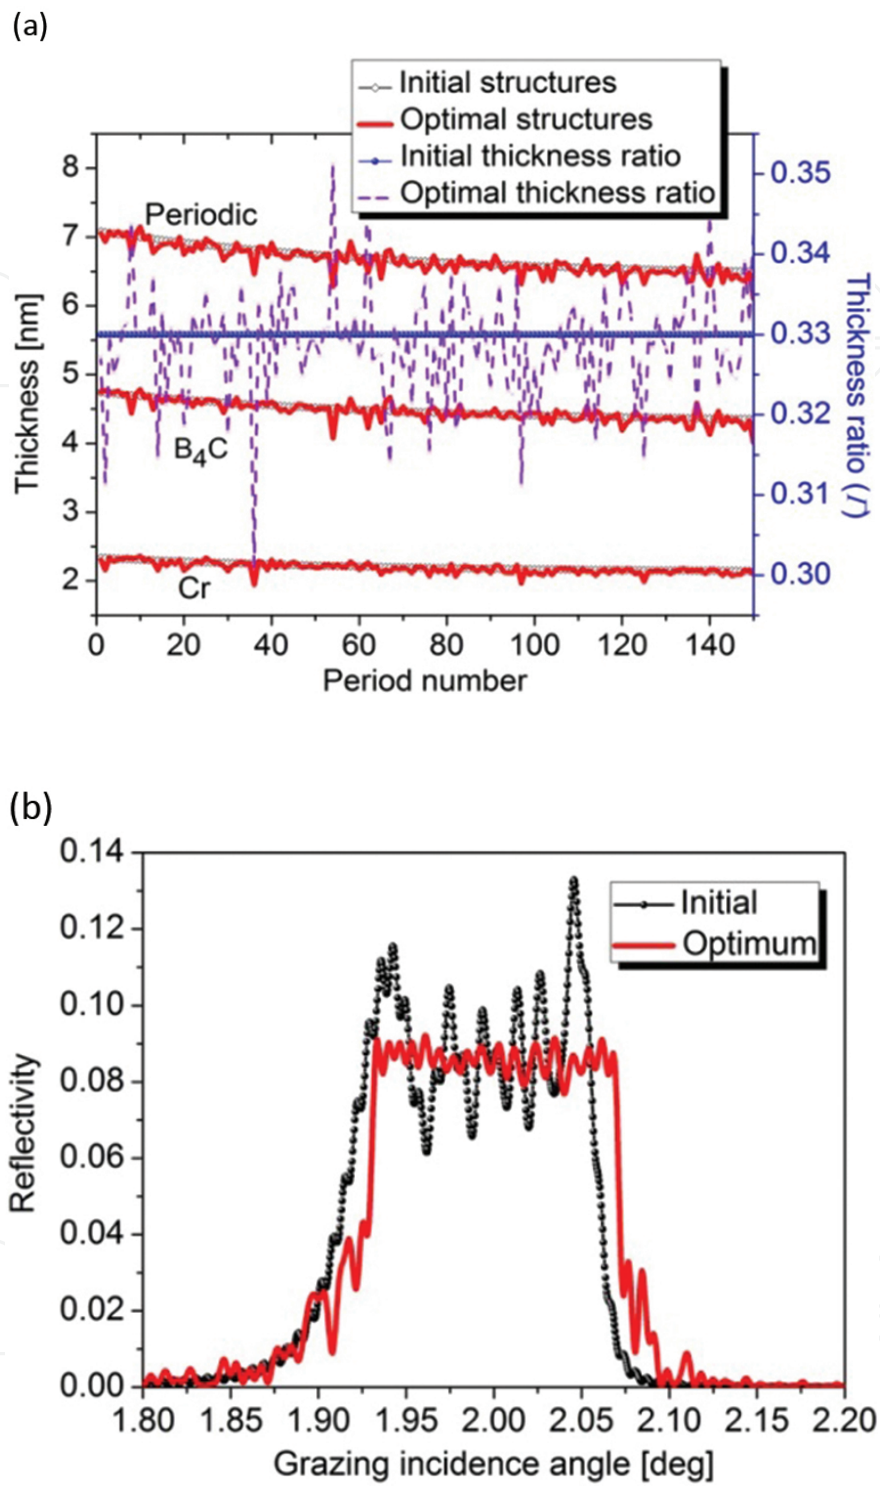 (a)
Initial structures
Optimal structures
Initial thickness ratio
Optimal thickness ratio
8
7
6
5
4
3
2
Thickness [nm]
Periodic
B₄C
Cr
0.35
0.34
0.33
0.32
0.31
0.30
Thickness ratio (Γ)
0 20 40 60 80 100 120 140
Period number
(b)
0.14
0.12
0.10
0.08
0.06
0.04
0.02
0.00
Reflectivity
Initial
Optimum
1.80 1.85 1.90 1.95 2.00 2.05 2.10 2.15 2.20
Grazing incidence angle [deg]